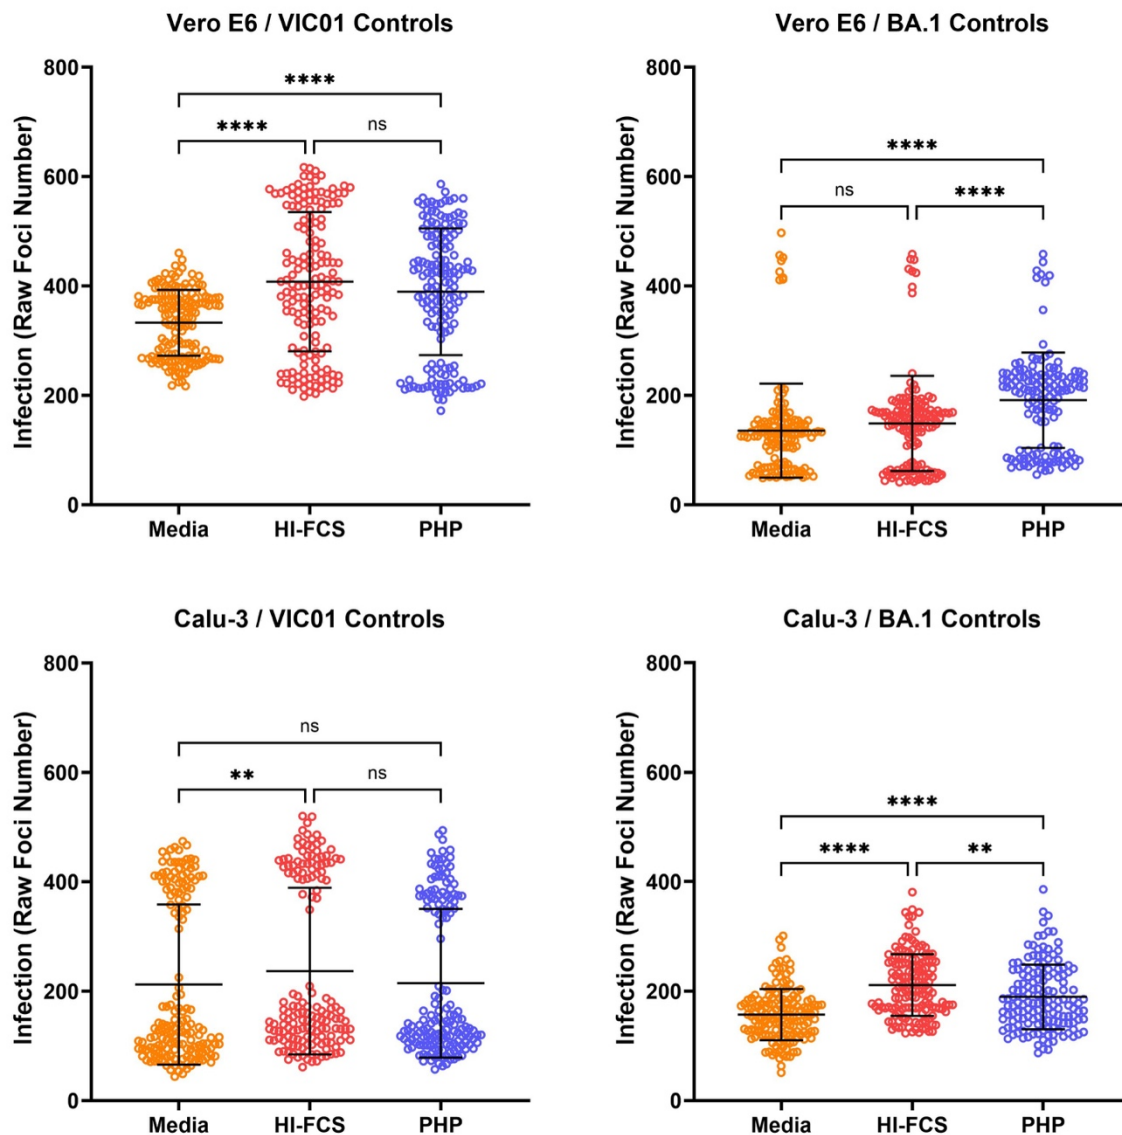 Vero E6 / VIC01 Controls
Infection (Raw Foci Number)
800
600
400
200
0
****
****
ns
Media HI-FCS PHP
Vero E6 / BA.1 Controls
Infection (Raw Foci Number)
800
600
400
200
0
****
ns
****
Media HI-FCS PHP
Calu-3 / VIC01 Controls
Infection (Raw Foci Number)
800
600
400
200
0
ns
**
ns
Media HI-FCS PHP
Calu-3 / BA.1 Controls
Infection (Raw Foci Number)
800
600
400
200
0
****
****
**
Media HI-FCS PHP